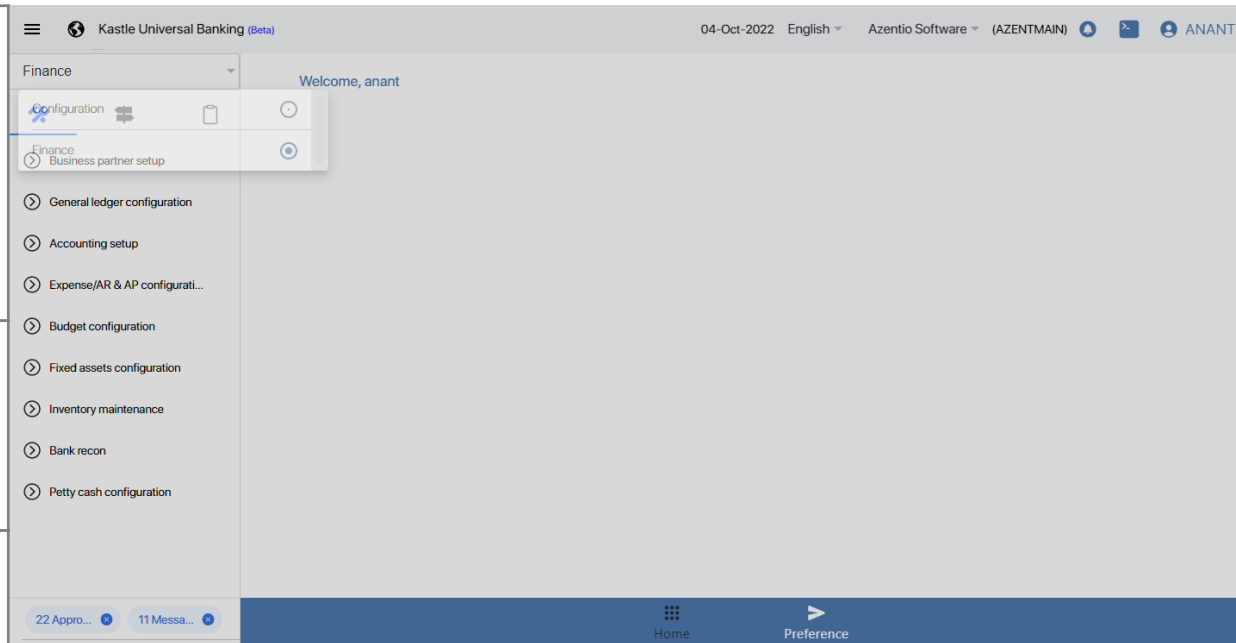 Kastle Universal Banking (Beta)
04-Oct-2022 English Azentio Software (AZENTMAIN) ANANT
Finance
Welcome, anant
Configuration
Finance
Business partner setup
General ledger configuration
Accounting setup
Expense/AR & AP configurati...
Budget configuration
Fixed assets configuration
Inventory maintenance
Bank recon
Petty cash configuration
22 Appro... 11 Messa...
Home Preference